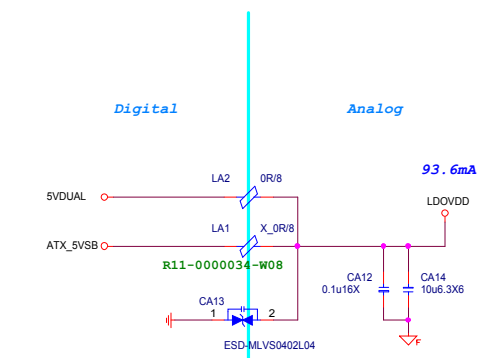 Digital
Analog
93.6mA
LA2 0R/8
5VDUAL
LDOVDD
LA1 X_0R/8
ATX_5VSB
R11-0000034-W08
CA12
0.1u16X
CA14
10u6.3X6
CA13
1 2
ESD-MLVS0402L04
F